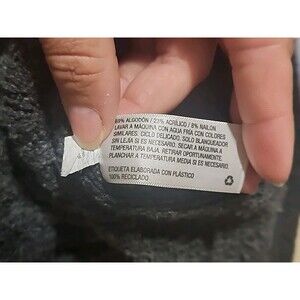 69% ALGODÓN / 23% ACRÍLICO / 8% NAILON
LAVAR A MÁQUINA CON AGUA FRÍA CON COLORES
SIMILARES. CICLO DELICADO. SOLO BLANQUEADOR
SIN LEJÍA SI ES NECESARIO. SECAR A MÁQUINA A
TEMPERATURA BAJA. RETIRAR OPORTUNAMENTE.
PLANCHAR A TEMPERATURA MEDIA SI ES NECESARIO.
ETIQUETA ELABORADA CON PLÁSTICO
100% RECICLADO.